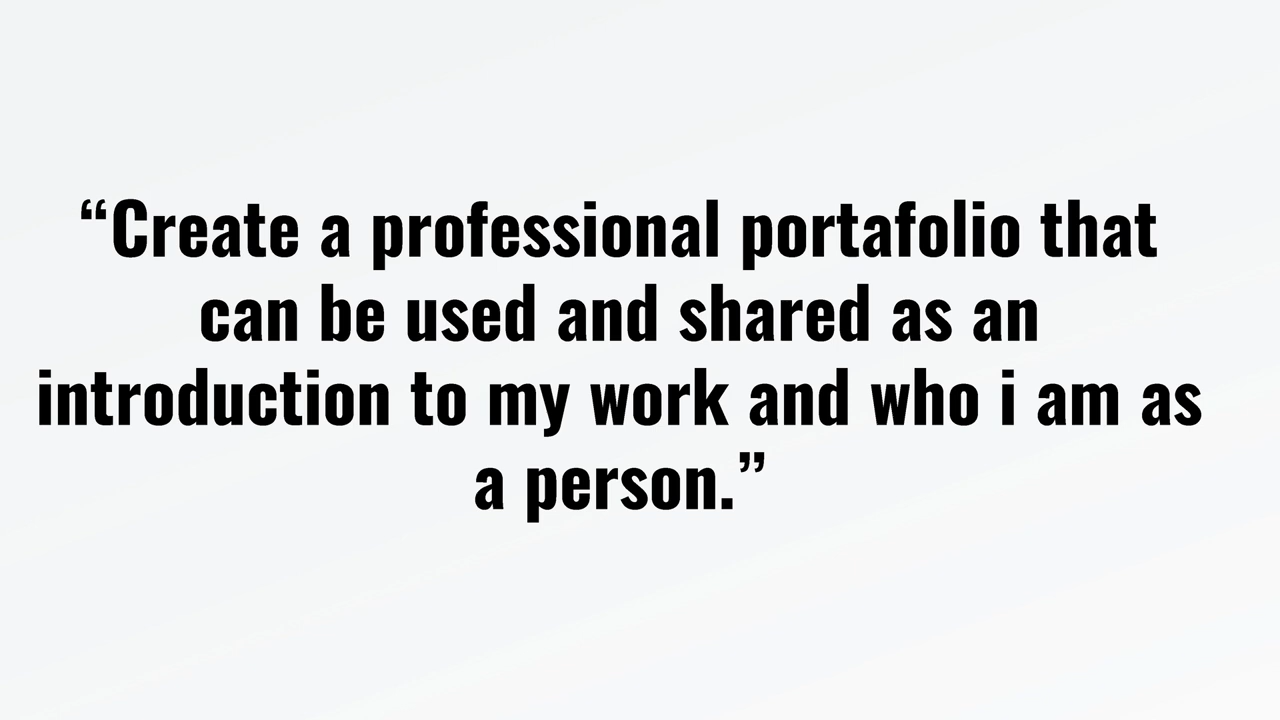 “Create a professional portafolio that
can be used and shared as an
introduction to my work and who i am as
a person.”